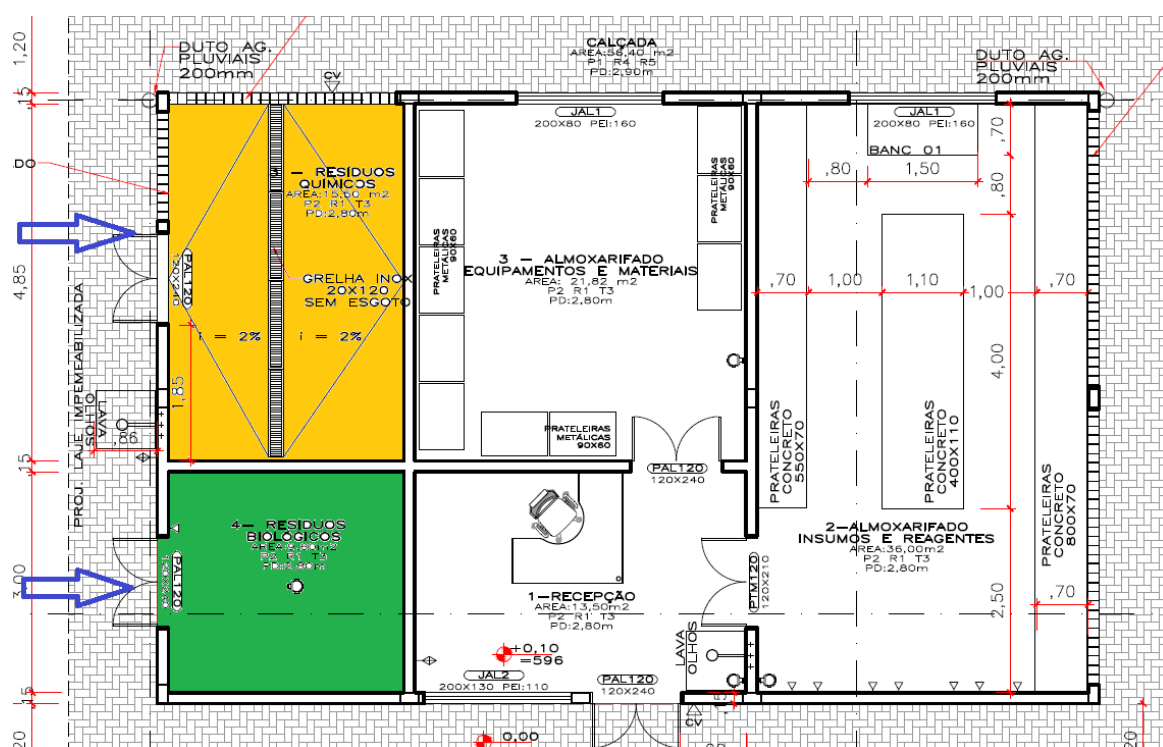 1,20
DUTO AG.
PLUVIAIS
200mm
CV
CALÇADA
AREA:56,40 m2
P1 R4 R5
PD:2,90m
DUTO AG.
PLUVIAIS
200mm
15
JAL1
200X80 PEI:160
JAL1
200X80 PEI:160
BANC 01
,70
,80
1,50
,80
DO
RESÍDUOS
QUÍMICOS
AREA:15,60 m2
P2 R1 T3
PD:2,80m
PRATELEIRAS
METÁLICAS
90X60
PRATELEIRAS
METÁLICAS
90X60
4,85
PAL120
120X240
GRELHA INOX
20X120
SEM ESGOTO
3 - ALMOXARIFADO
EQUIPAMENTOS E MATERIAIS
AREA: 21,82 m2
P2 R1 T3
PD:2,80m
,70
1,00
1,10
1,00
,70
i = 2%
i = 2%
1,85
4,00
PROJ. LAJE IMPEMEABILIZADA
LAVA
OLHOS
,86
PRATELEIRAS
METÁLICAS
90X60
PRATELEIRAS
CONCRETO
550X70
PRATELEIRAS
CONCRETO
400X110
PRATELEIRAS
CONCRETO
800X70
15
PAL120
120X240
4- RESÍDUOS
BIOLÓGICOS
P2 R1 T3
2-ALMOXARIFADO
INSUMOS E REAGENTES
AREA:36,00m2
P2 R1 T3
PD:2,80m
3,00
PAL120
PTM120
120X210
1-RECEPÇÃO
AREA:13,50m2
P2 R1 T3
PD:2,80m
2,50
,70
LAVA
OLHOS
+0,10
=596
JAL2
200X130 PEI:110
PAL120
120X240
15
CV
0,00
20
20